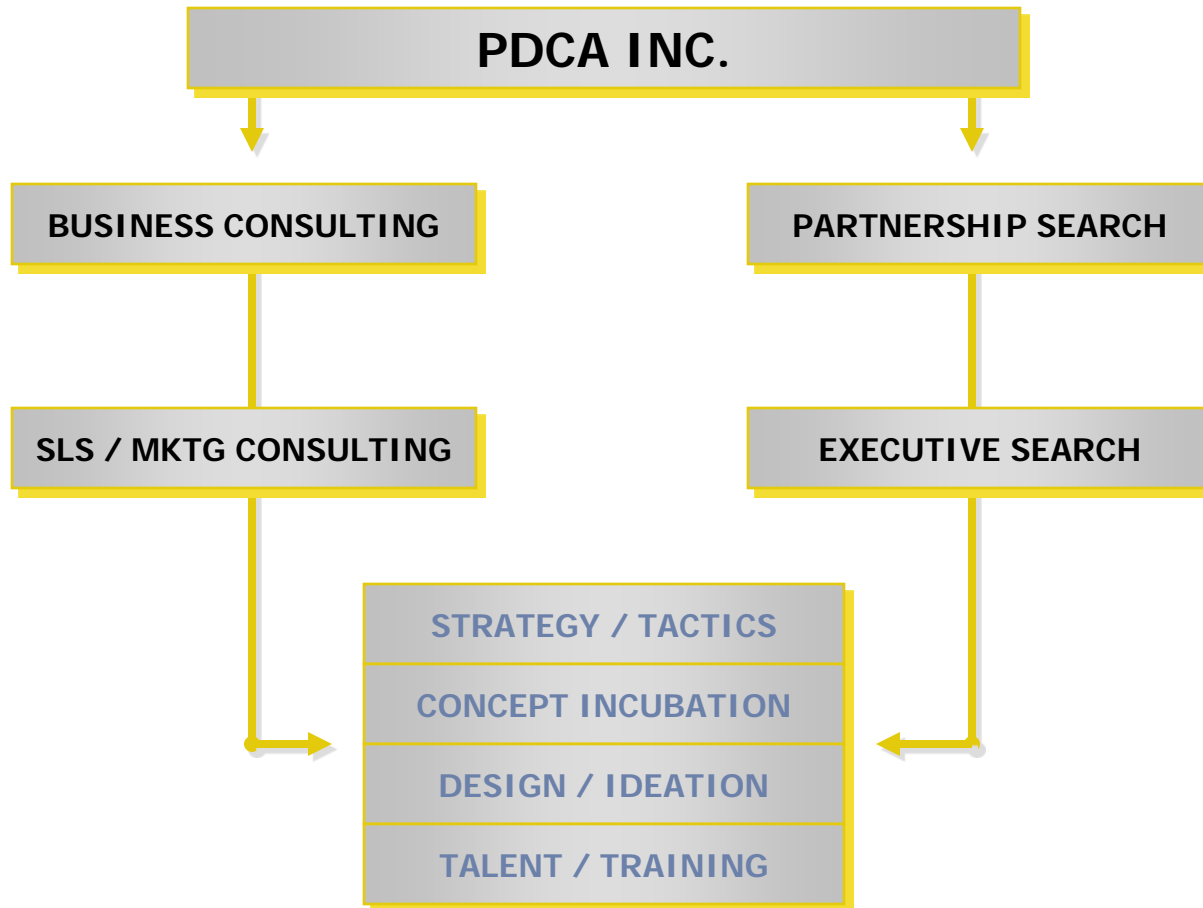 PDCA INC.
BUSINESS CONSULTING
PARTNERSHIP SEARCH
SLS / MKTG CONSULTING
EXECUTIVE SEARCH
STRATEGY / TACTICS
CONCEPT INCUBATION
DESIGN / IDEATION
TALENT / TRAINING